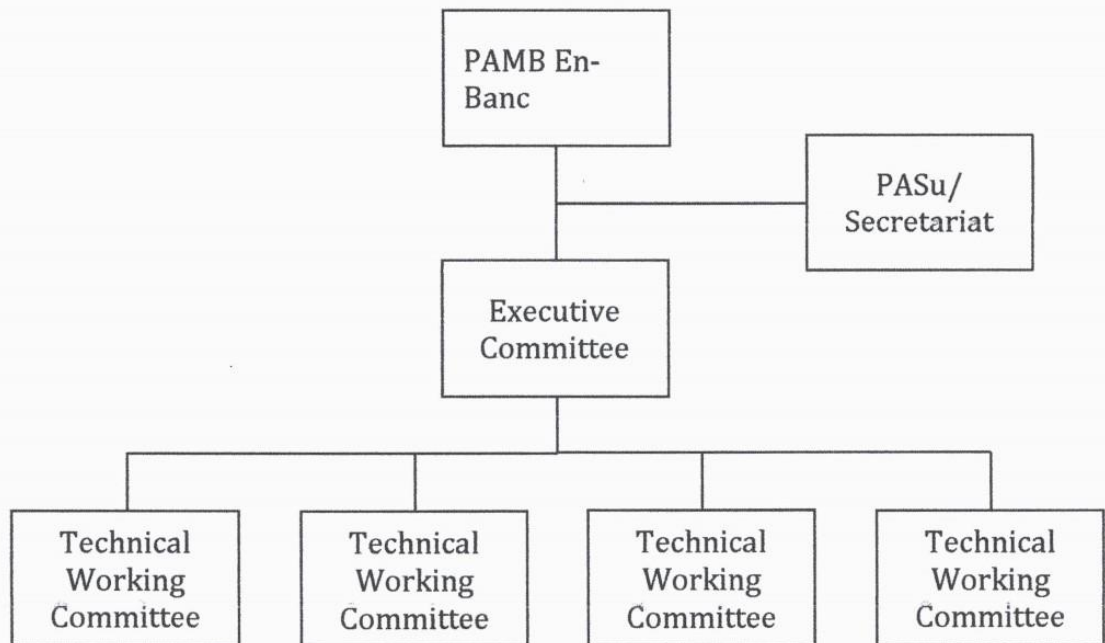 PAMB En-
Banc
PASu/
Secretariat
Executive
Committee
Technical
Working
Committee
Technical
Working
Committee
Technical
Working
Committee
Technical
Working
Committee